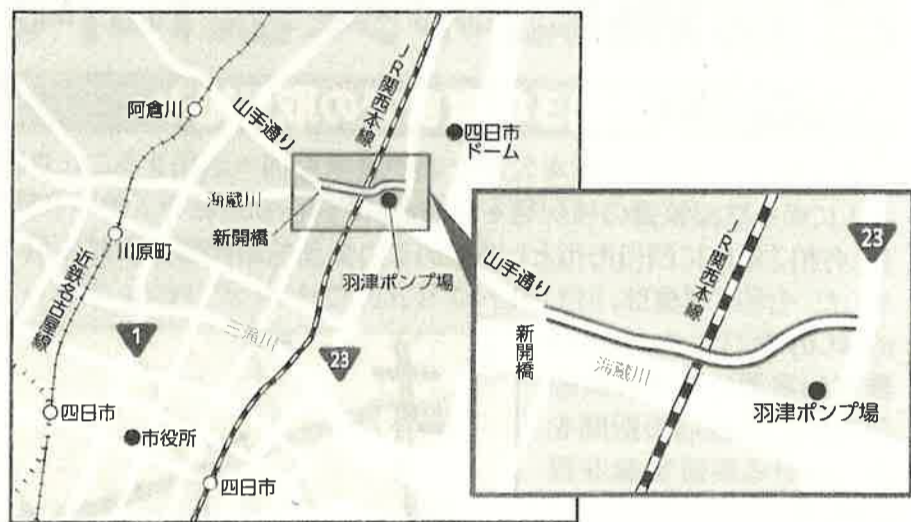 JR関西本線
阿倉川
山手通り
四日市
ドーム
海蔵川
新開橋
川原町
羽津ポンプ場
近鉄名古屋線
三滝川
1
23
四日市
市役所
四日市
JR関西本線
23
山手通り
新開橋
海蔵川
羽津ポンプ場